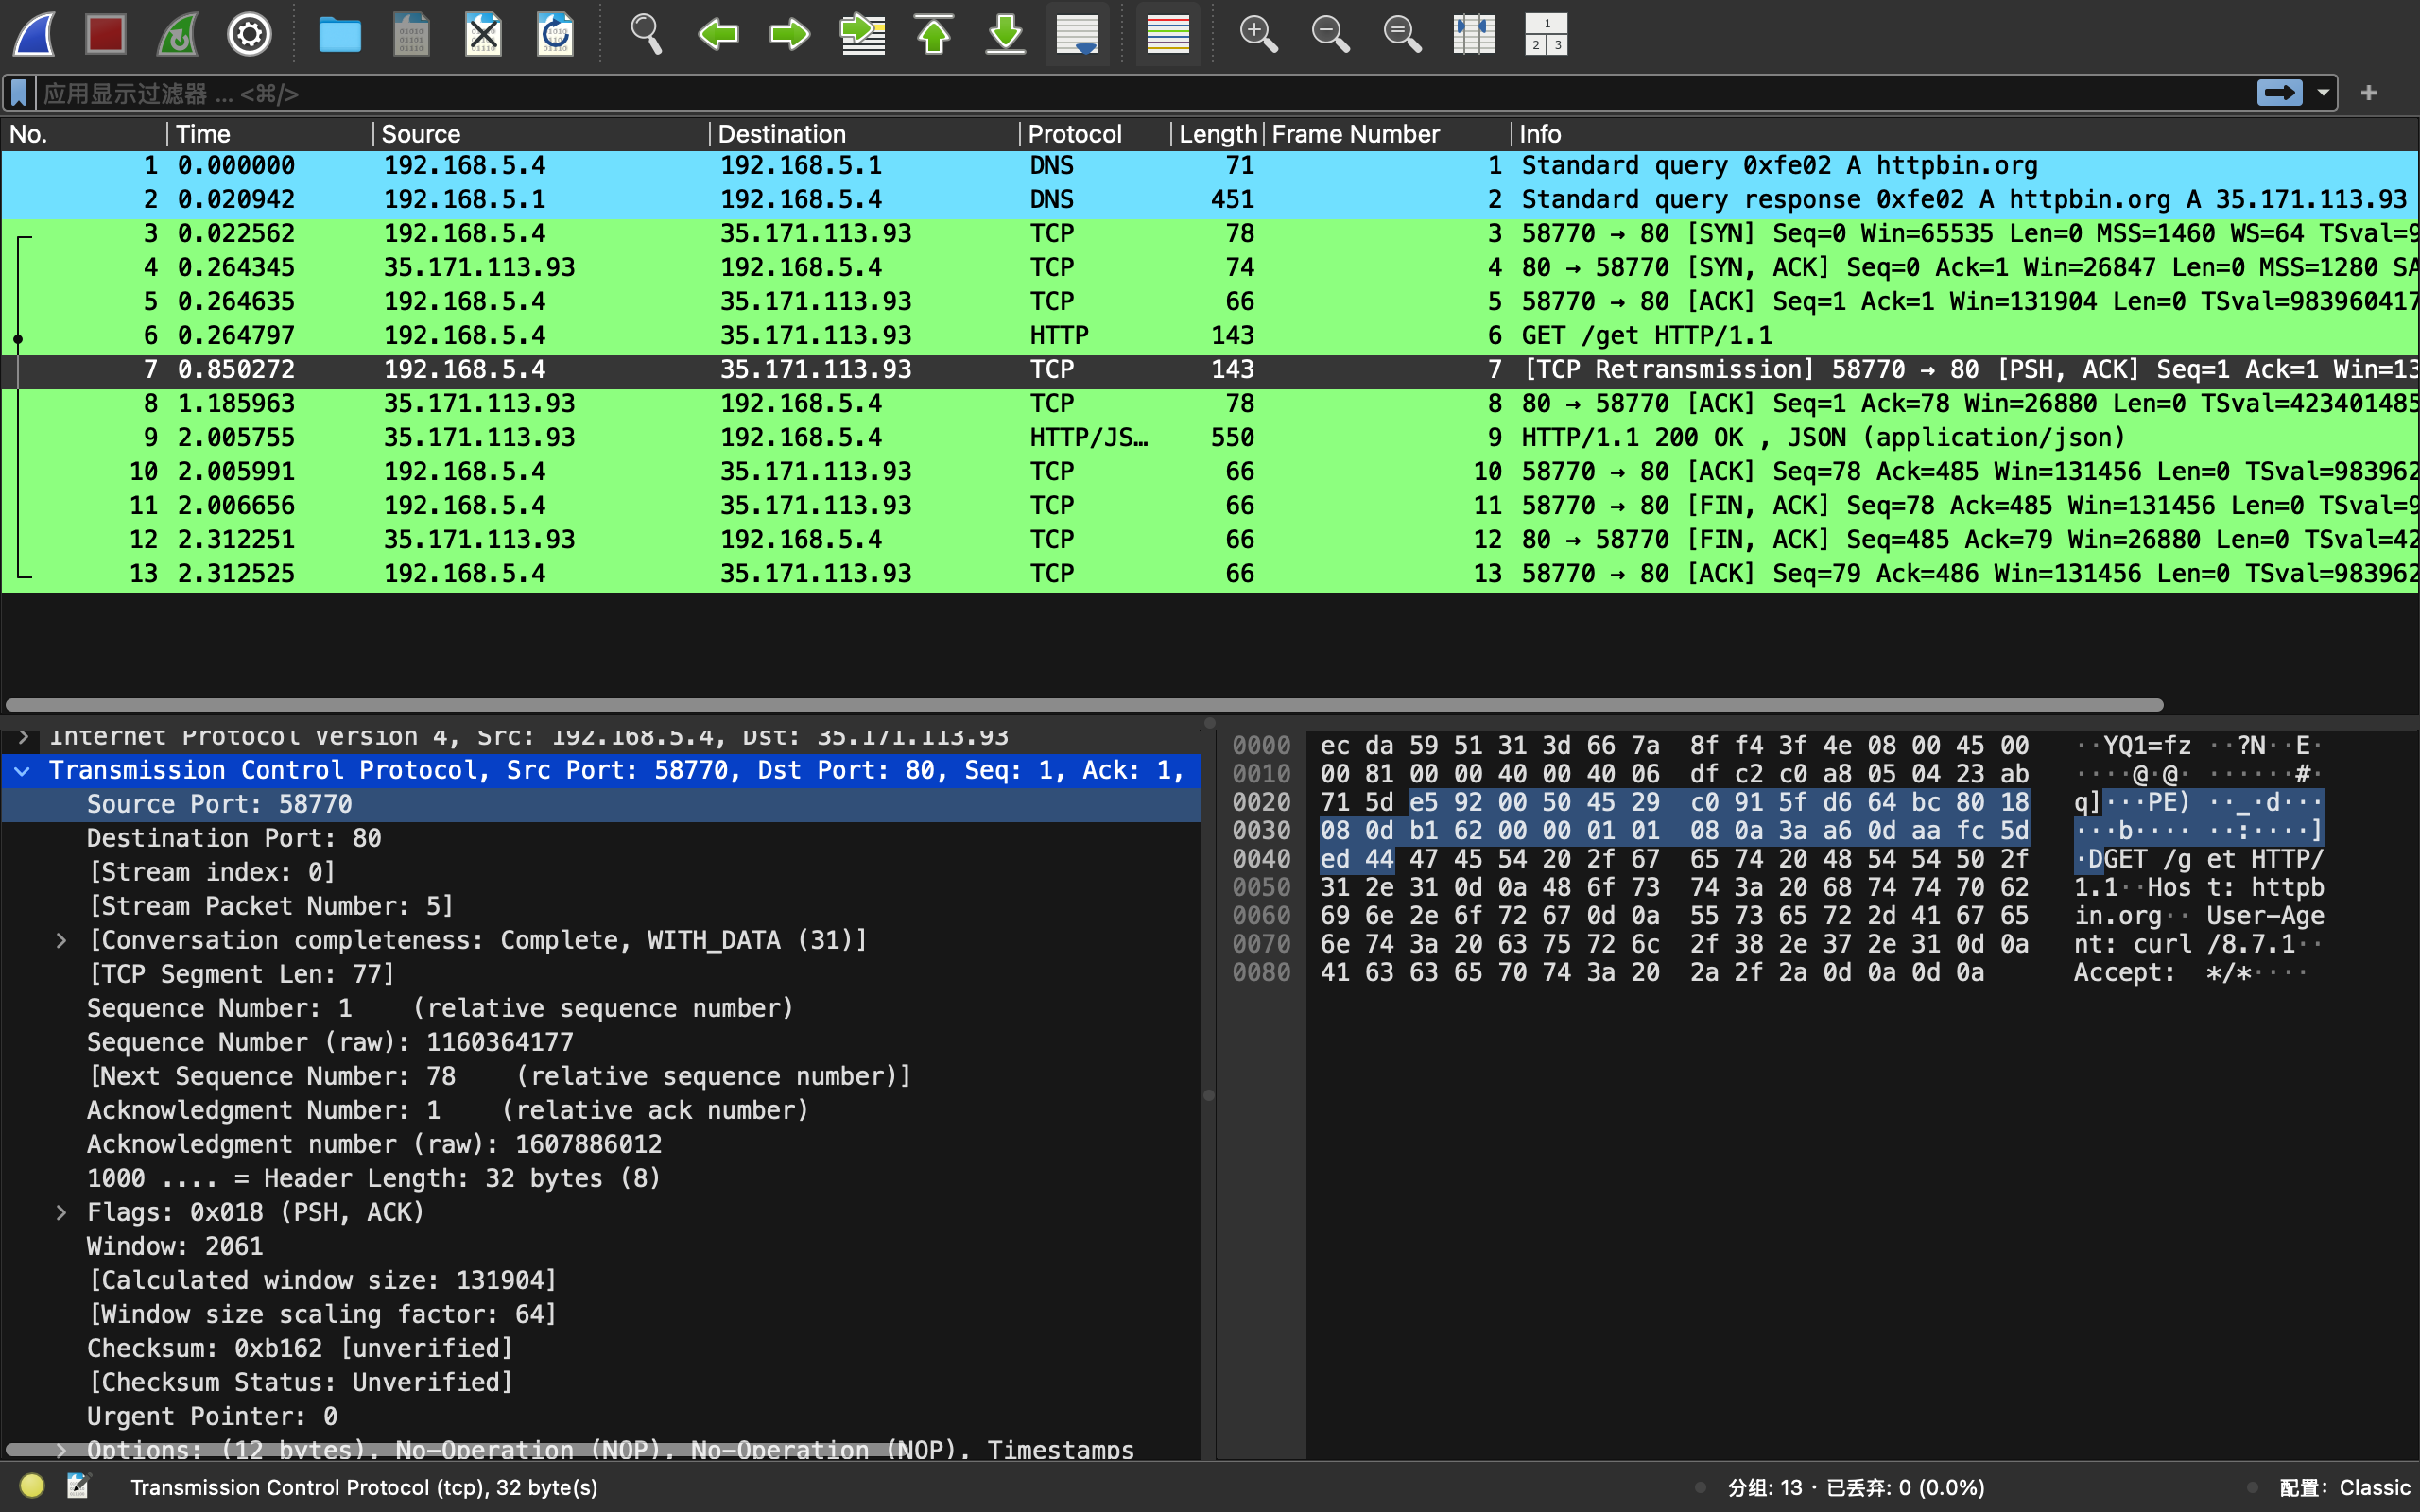 应用显示过滤器 … <⌘/>
No. Time Source Destination Protocol Length Frame Number Info
1 0.000000 192.168.5.4 192.168.5.1 DNS 71 1 Standard query 0xfe02 A httpbin.org
2 0.020942 192.168.5.1 192.168.5.4 DNS 451 2 Standard query response 0xfe02 A httpbin.org A 35.171.113.93
3 0.022562 192.168.5.4 35.171.113.93 TCP 78 3 58770 → 80 [SYN] Seq=0 Win=65535 Len=0 MSS=1460 WS=64 TSval=9
4 0.264345 35.171.113.93 192.168.5.4 TCP 74 4 80 → 58770 [SYN, ACK] Seq=0 Ack=1 Win=26847 Len=0 MSS=1280 SA
5 0.264635 192.168.5.4 35.171.113.93 TCP 66 5 58770 → 80 [ACK] Seq=1 Ack=1 Win=131904 Len=0 TSval=983960417
6 0.264797 192.168.5.4 35.171.113.93 HTTP 143 6 GET /get HTTP/1.1
7 0.850272 192.168.5.4 35.171.113.93 TCP 143 7 [TCP Retransmission] 58770 → 80 [PSH, ACK] Seq=1 Ack=1 Win=13
8 1.185963 35.171.113.93 192.168.5.4 TCP 78 8 80 → 58770 [ACK] Seq=1 Ack=78 Win=26880 Len=0 TSval=423401485
9 2.005755 35.171.113.93 192.168.5.4 HTTP/JS… 550 9 HTTP/1.1 200 OK , JSON (application/json)
10 2.005991 192.168.5.4 35.171.113.93 TCP 66 10 58770 → 80 [ACK] Seq=78 Ack=485 Win=131456 Len=0 TSval=983962
11 2.006656 192.168.5.4 35.171.113.93 TCP 66 11 58770 → 80 [FIN, ACK] Seq=78 Ack=485 Win=131456 Len=0 TSval=9
12 2.312251 35.171.113.93 192.168.5.4 TCP 66 12 80 → 58770 [FIN, ACK] Seq=485 Ack=79 Win=26880 Len=0 TSval=42
13 2.312525 192.168.5.4 35.171.113.93 TCP 66 13 58770 → 80 [ACK] Seq=79 Ack=486 Win=131456 Len=0 TSval=983962
Internet Protocol Version 4, Src: 192.168.5.4, Dst: 35.171.113.93
Transmission Control Protocol, Src Port: 58770, Dst Port: 80, Seq: 1, Ack: 1,
Source Port: 58770
Destination Port: 80
[Stream index: 0]
[Stream Packet Number: 5]
[Conversation completeness: Complete, WITH_DATA (31)]
[TCP Segment Len: 77]
Sequence Number: 1 (relative sequence number)
Sequence Number (raw): 1160364177
[Next Sequence Number: 78 (relative sequence number)]
Acknowledgment Number: 1 (relative ack number)
Acknowledgment number (raw): 1607886012
1000 .... = Header Length: 32 bytes (8)
Flags: 0x018 (PSH, ACK)
Window: 2061
[Calculated window size: 131904]
[Window size scaling factor: 64]
Checksum: 0xb162 [unverified]
[Checksum Status: Unverified]
Urgent Pointer: 0
Options: (12 bytes), No-Operation (NOP), No-Operation (NOP), Timestamps
0000 ec da 59 51 31 3d 66 7a 8f f4 3f 4e 08 00 45 00 ··YQ1=fz ··?N··E·
0010 00 81 00 00 40 00 40 06 df c2 c0 a8 05 04 23 ab ····@·@· ······#·
0020 71 5d e5 92 00 50 45 29 c0 91 5f d6 64 bc 80 18 q]···PE) ··_·d···
0030 08 0d b1 62 00 00 01 01 08 0a 3a a6 0d aa fc 5d ···b···· ··:····]
0040 ed 44 47 45 54 20 2f 67 65 74 20 48 54 54 50 2f ·DGET /g et HTTP/
0050 31 2e 31 0d 0a 48 6f 73 74 3a 20 68 74 74 70 62 1.1··Hos t: httpb
0060 69 6e 2e 6f 72 67 0d 0a 55 73 65 72 2d 41 67 65 in.org·· User-Age
0070 6e 74 3a 20 63 75 72 6c 2f 38 2e 37 2e 31 0d 0a nt: curl /8.7.1··
0080 41 63 63 65 70 74 3a 20 2a 2f 2a 0d 0a 0d 0a Accept: */*····
Transmission Control Protocol (tcp), 32 byte(s)
分组: 13 · 已丢弃: 0 (0.0%)
配置: Classic